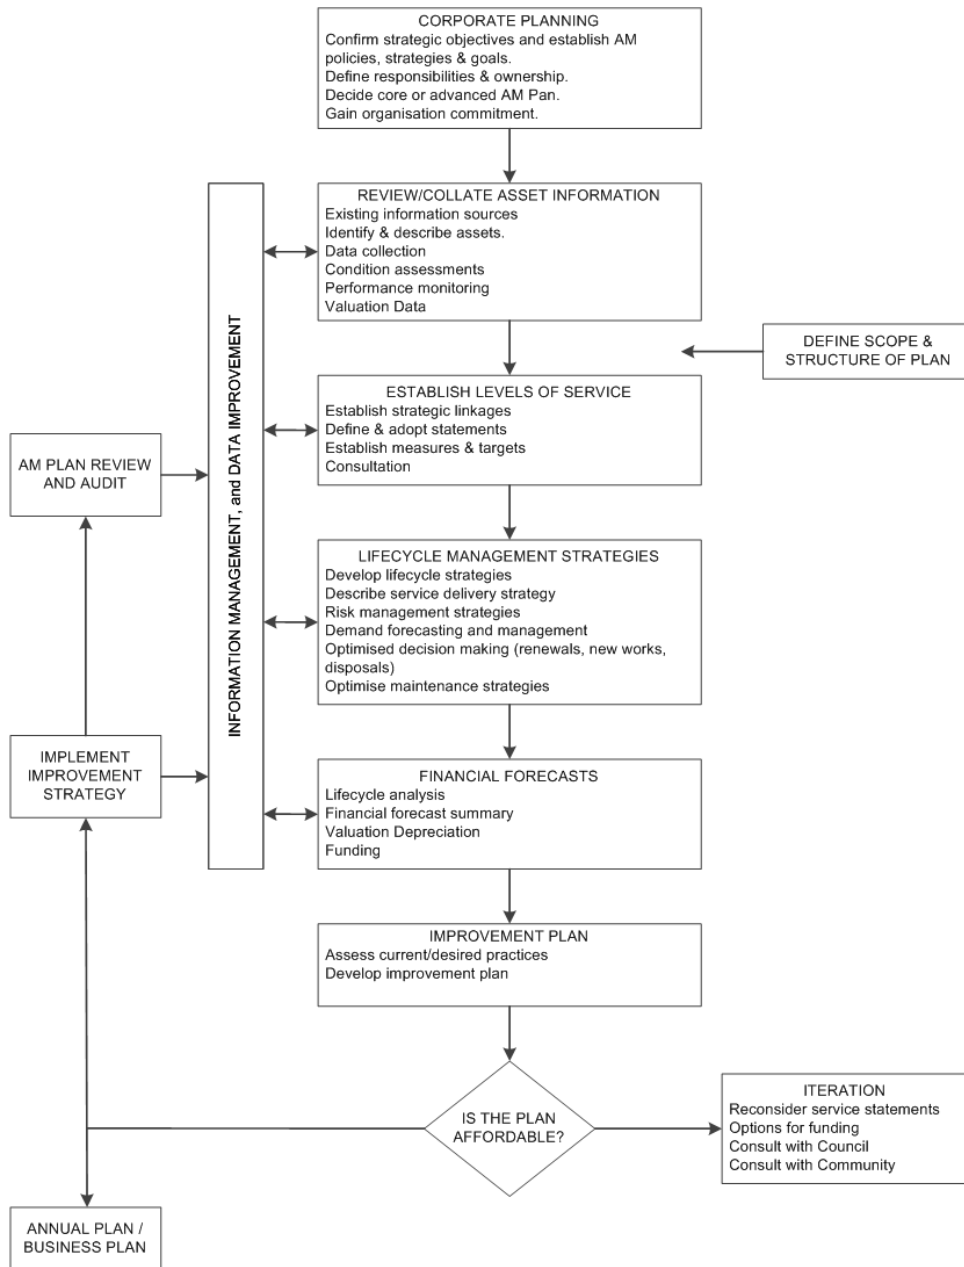 CORPORATE PLANNING
Confirm strategic objectives and establish AM
policies, strategies & goals.
Define responsibilities & ownership.
Decide core or advanced AM Pan.
Gain organisation commitment.
REVIEW/COLLATE ASSET INFORMATION
Existing information sources
Identify & describe assets.
Data collection
Condition assessments
Performance monitoring
Valuation Data
INFORMATION MANAGEMENT, and DATA IMPROVEMENT
DEFINE SCOPE &
STRUCTURE OF PLAN
ESTABLISH LEVELS OF SERVICE
Establish strategic linkages
Define & adopt statements
Establish measures & targets
Consultation
AM PLAN REVIEW
AND AUDIT
LIFECYCLE MANAGEMENT STRATEGIES
Develop lifecycle strategies
Describe service delivery strategy
Risk management strategies
Demand forecasting and management
Optimised decision making (renewals, new works,
disposals)
Optimise maintenance strategies
IMPLEMENT
IMPROVEMENT
STRATEGY
FINANCIAL FORECASTS
Lifecycle analysis
Financial forecast summary
Valuation Depreciation
Funding
IMPROVEMENT PLAN
Assess current/desired practices
Develop improvement plan
IS THE PLAN
AFFORDABLE?
ITERATION
Reconsider service statements
Options for funding
Consult with Council
Consult with Community
ANNUAL PLAN /
BUSINESS PLAN